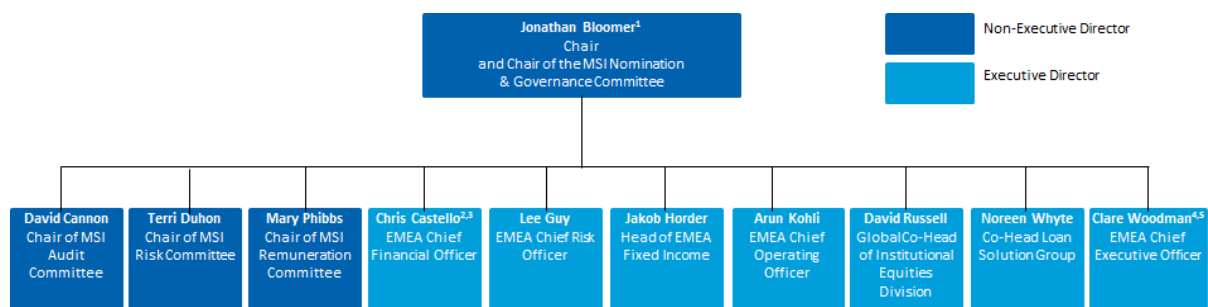 Jonathan Bloomer¹
Chair
and Chair of the MSI Nomination
& Governance Committee
Non-Executive Director
Executive Director
David Cannon
Chair of MSI
Audit
Committee
Terri Duhon
Chair of MSI
Risk Committee
Mary Phibbs
Chair of MSI
Remuneration
Committee
Chris Castello²,³
EMEA Chief
Financial Officer
Lee Guy
EMEA Chief Risk
Officer
Jakob Horder
Head of EMEA
Fixed Income
Arun Kohli
EMEA Chief
Operating
Officer
David Russell
GlobalCo-Head
of Institutional
Equities
Division
Noreen Whyte
Co-Head Loan
Solution Group
Clare Woodman⁴,⁵
EMEA Chief
Executive Officer